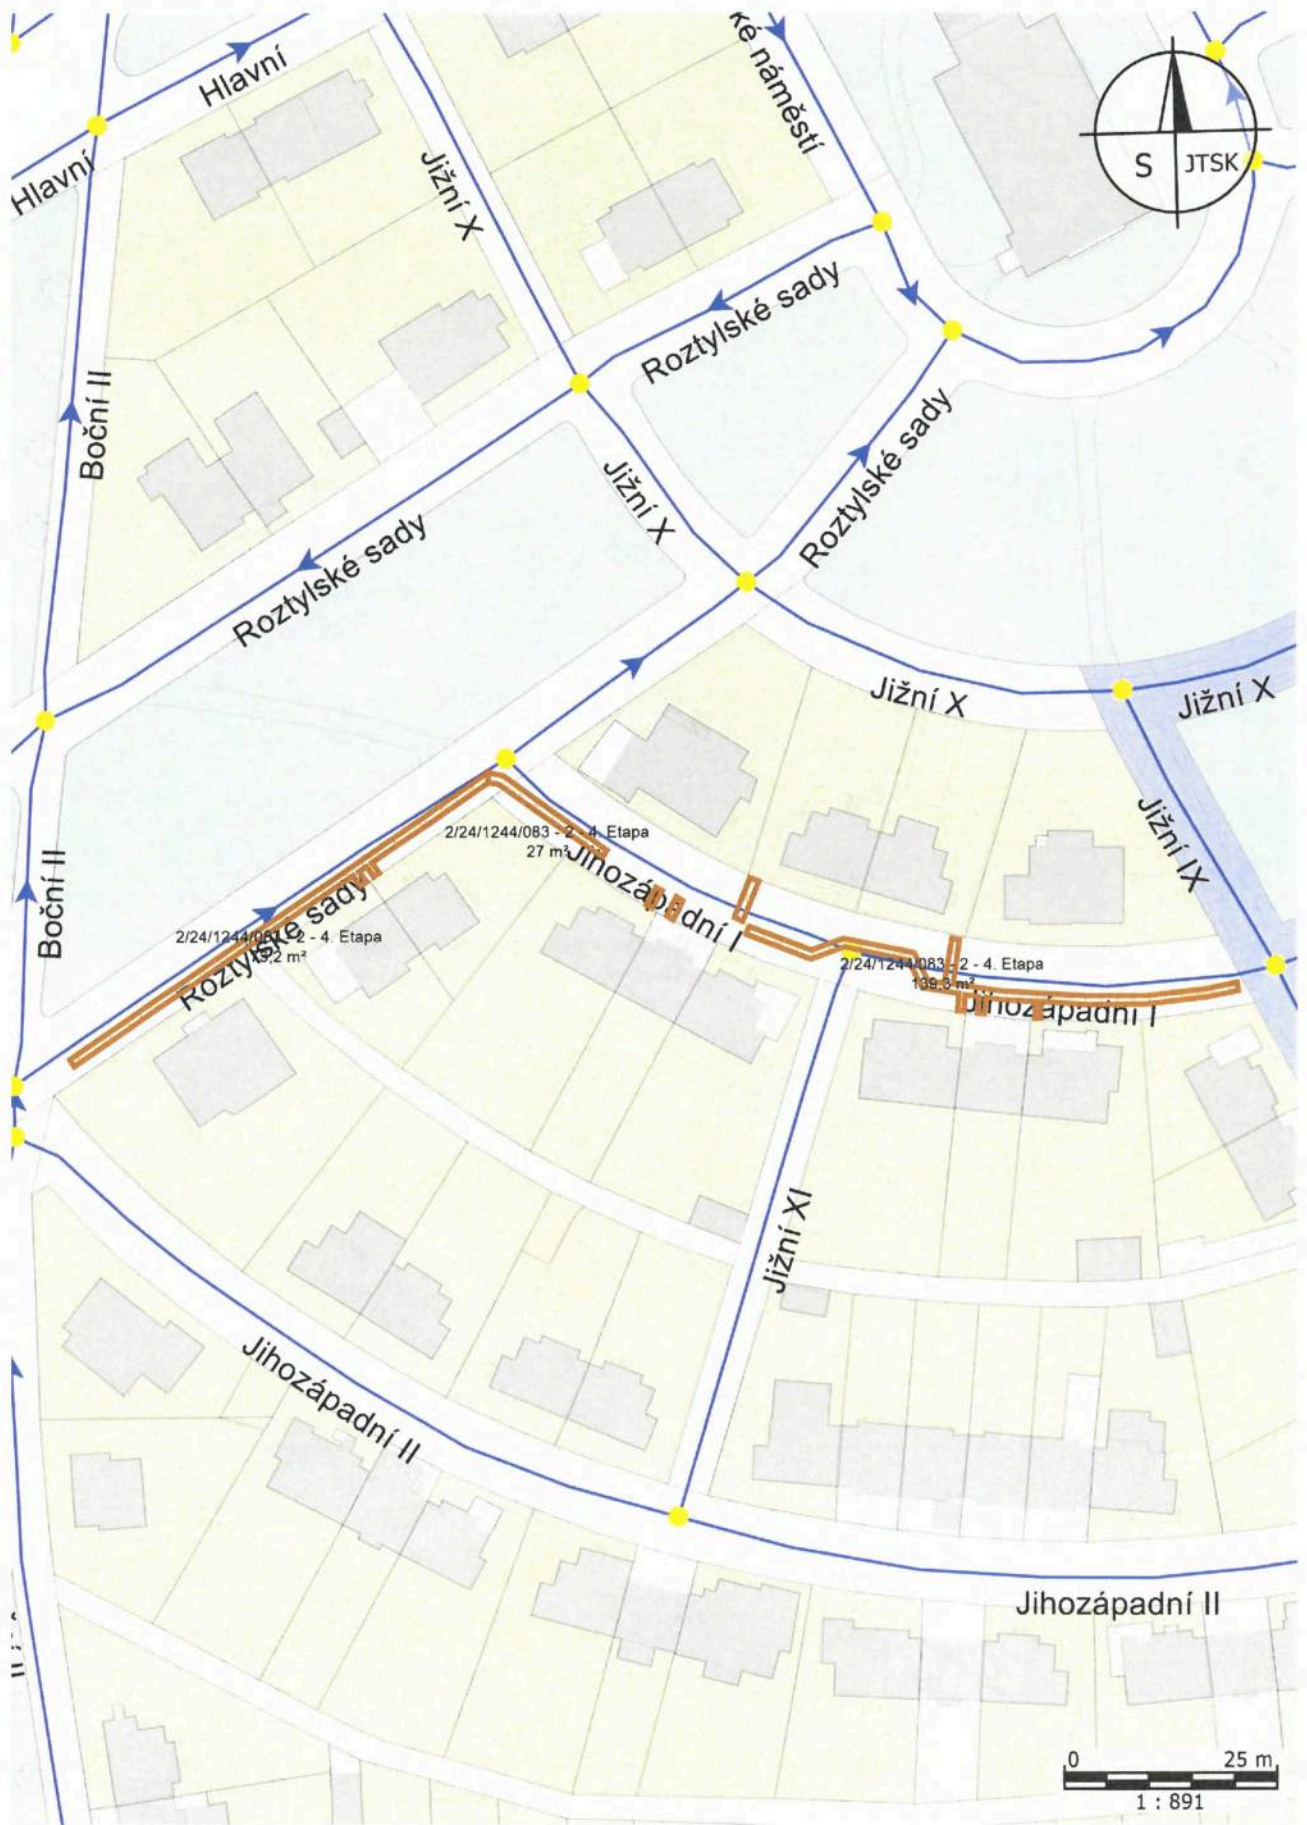 ké náměstí
Hlavní
Hlavní
Jižní X
S JTSK
Roztylské sady
Boční II
Jižní X
Roztylské sady
Roztylské sady
Jižní X
Jižní X
Jižní IX
2/24/1244/083 - 2 - 4. Etapa
27 m²
Jihozápadní I
Boční II
2/24/1244/083 - 2 - 4. Etapa
Roztylské sady
2/24/1244/083 - 2 - 4. Etapa
139,3 m²
Jihozápadní I
Jižní XI
Jihozápadní II
Jihozápadní II
0 25 m
1 : 891